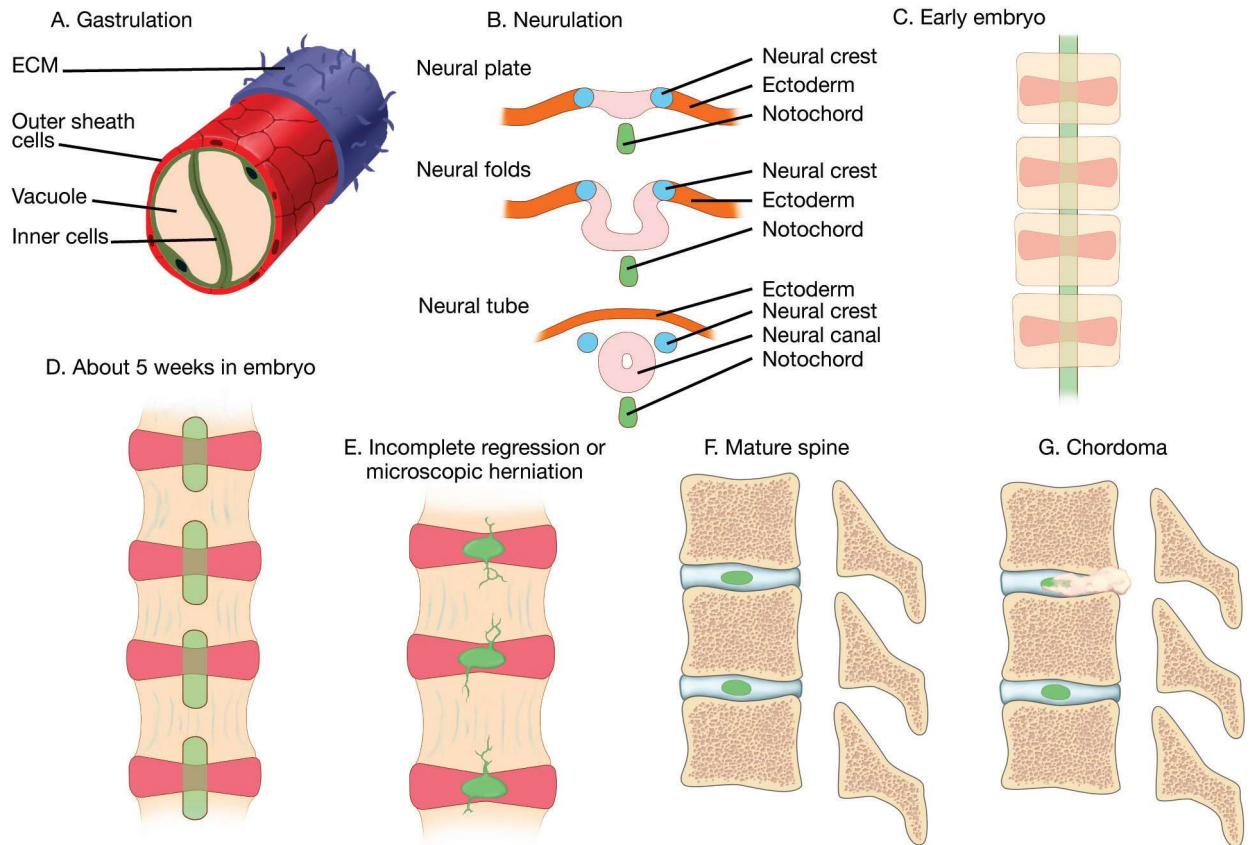 A. Gastrulation
ECM
Outer sheath
cells
Vacuole
Inner cells
B. Neurulation
Neural plate
Neural crest
Ectoderm
Notochord
Neural folds
Neural crest
Ectoderm
Notochord
Neural tube
Ectoderm
Neural crest
Neural canal
Notochord
C. Early embryo
D. About 5 weeks in embryo
E. Incomplete regression or
microscopic herniation
F. Mature spine
G. Chordoma